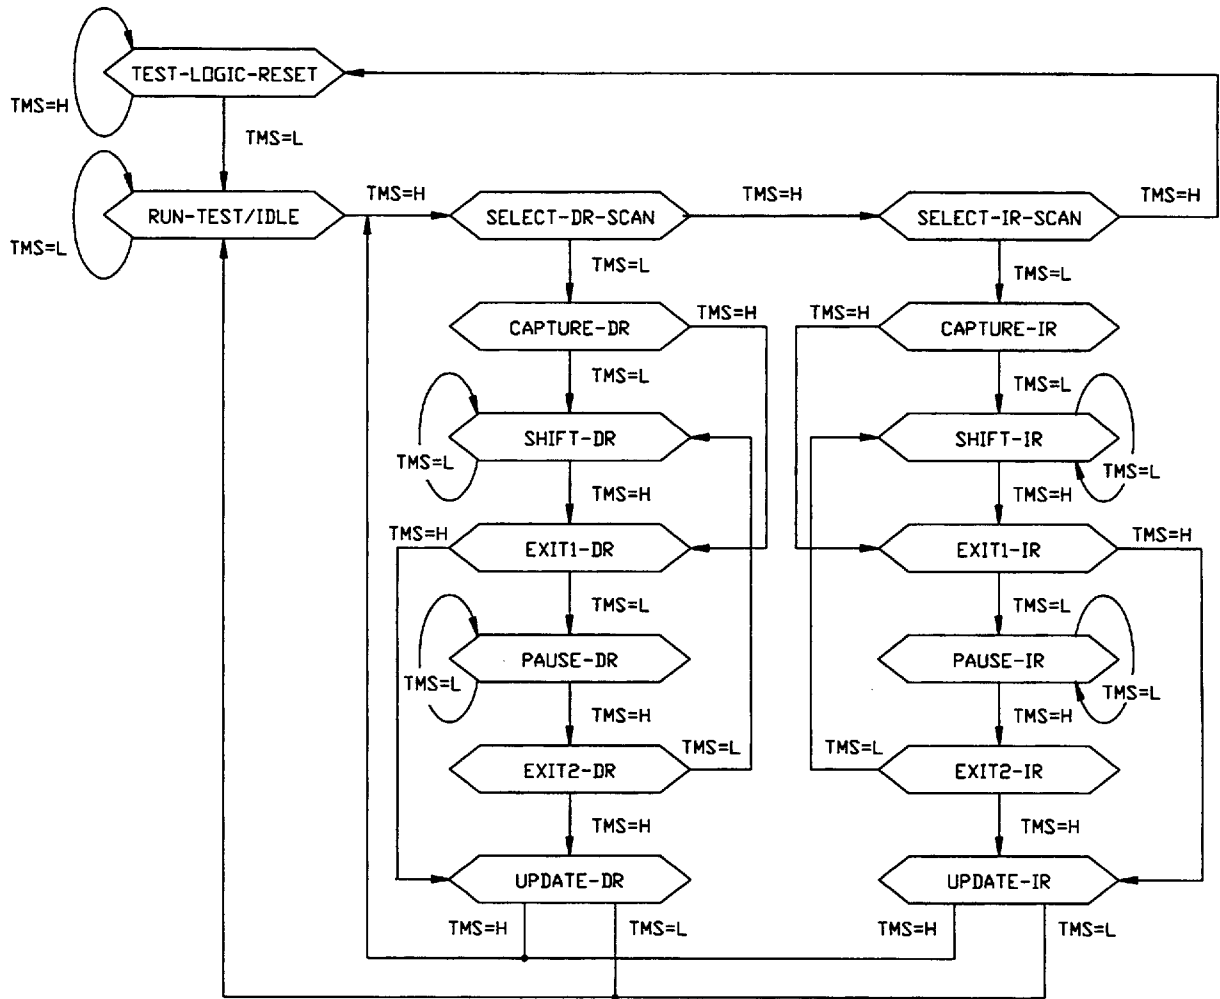 TEST-LOGIC-RESET
TMS=H
TMS=L
RUN-TEST/IDLE
TMS=H
SELECT-DR-SCAN
TMS=H
SELECT-IR-SCAN
TMS=H
TMS=L
TMS=L
TMS=L
CAPTURE-DR
TMS=H
TMS=H
CAPTURE-IR
TMS=L
TMS=L
SHIFT-DR
SHIFT-IR
TMS=L
TMS=L
TMS=H
TMS=H
TMS=H
EXIT1-DR
EXIT1-IR
TMS=H
TMS=L
TMS=L
PAUSE-DR
PAUSE-IR
TMS=L
TMS=L
TMS=H
TMS=H
EXIT2-DR
TMS=L
TMS=L
EXIT2-IR
TMS=H
TMS=H
UPDATE-DR
UPDATE-IR
TMS=H
TMS=L
TMS=H
TMS=L